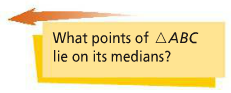 What points of △ABC
lie on its medians?